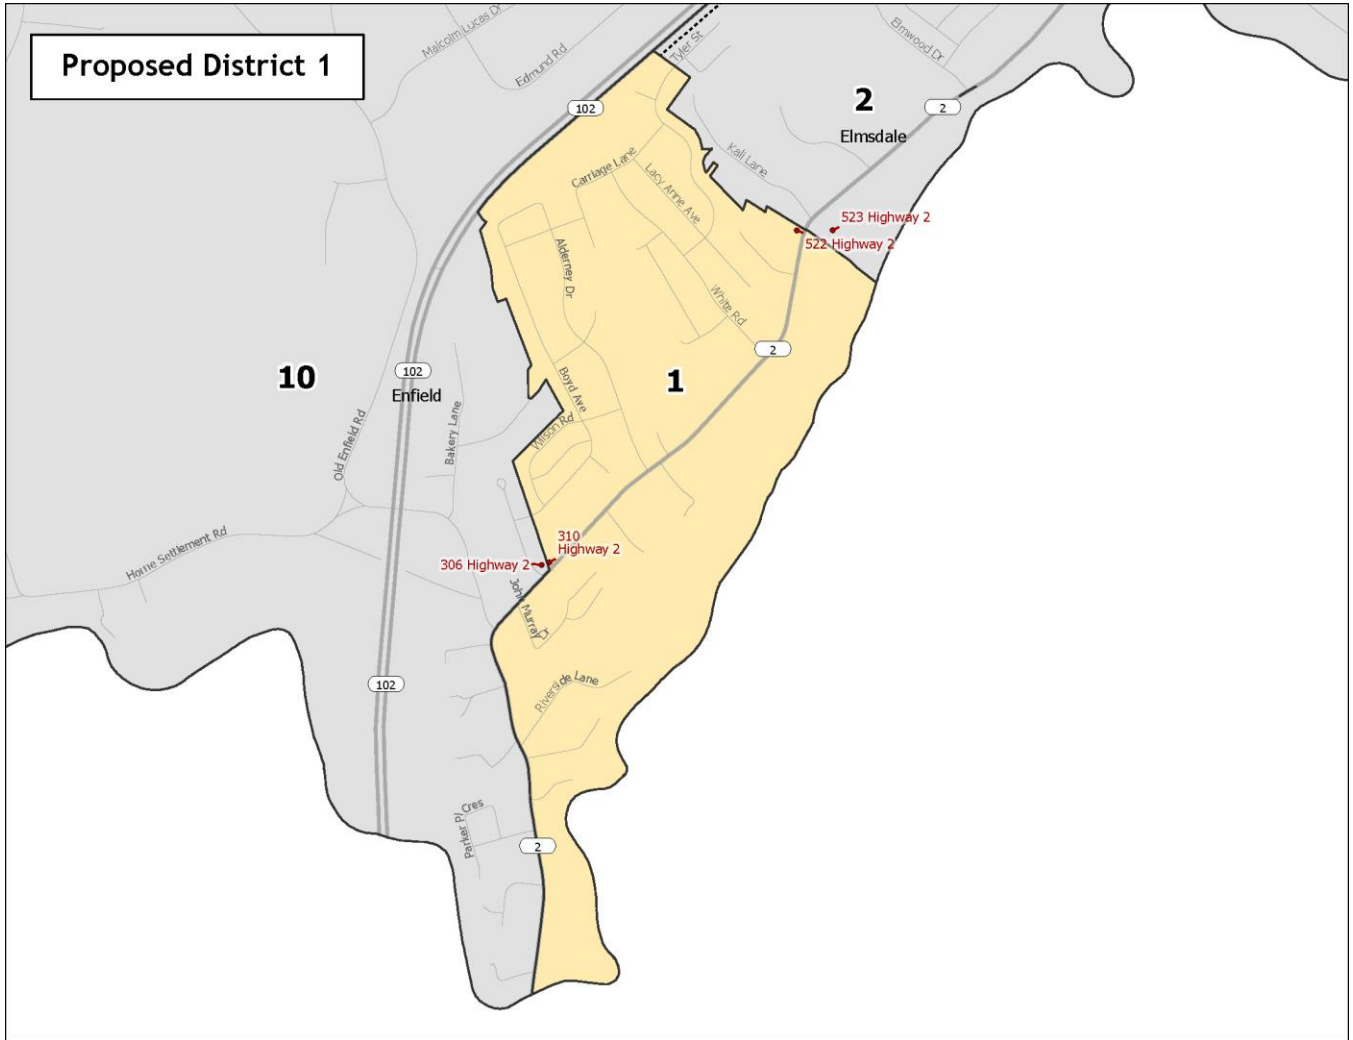 Proposed District 1
Malcolm Lucas Dr
Edmund Rd
Tyler St
Elmwood Dr
102
2
2
Elmsdale
Kali Lane
Carriage Lane
Lacy Anne Ave
523 Highway 2
522 Highway 2
Alderney Dr
White Rd
2
10
102
Enfield
1
Boyd Ave
Wilson Rd
Old Enfield Rd
Bakery Lane
310
Highway 2
306 Highway 2
Horne Settlement Rd
John Murray Dr
Riverside Lane
102
Parker Pl
Cres
2